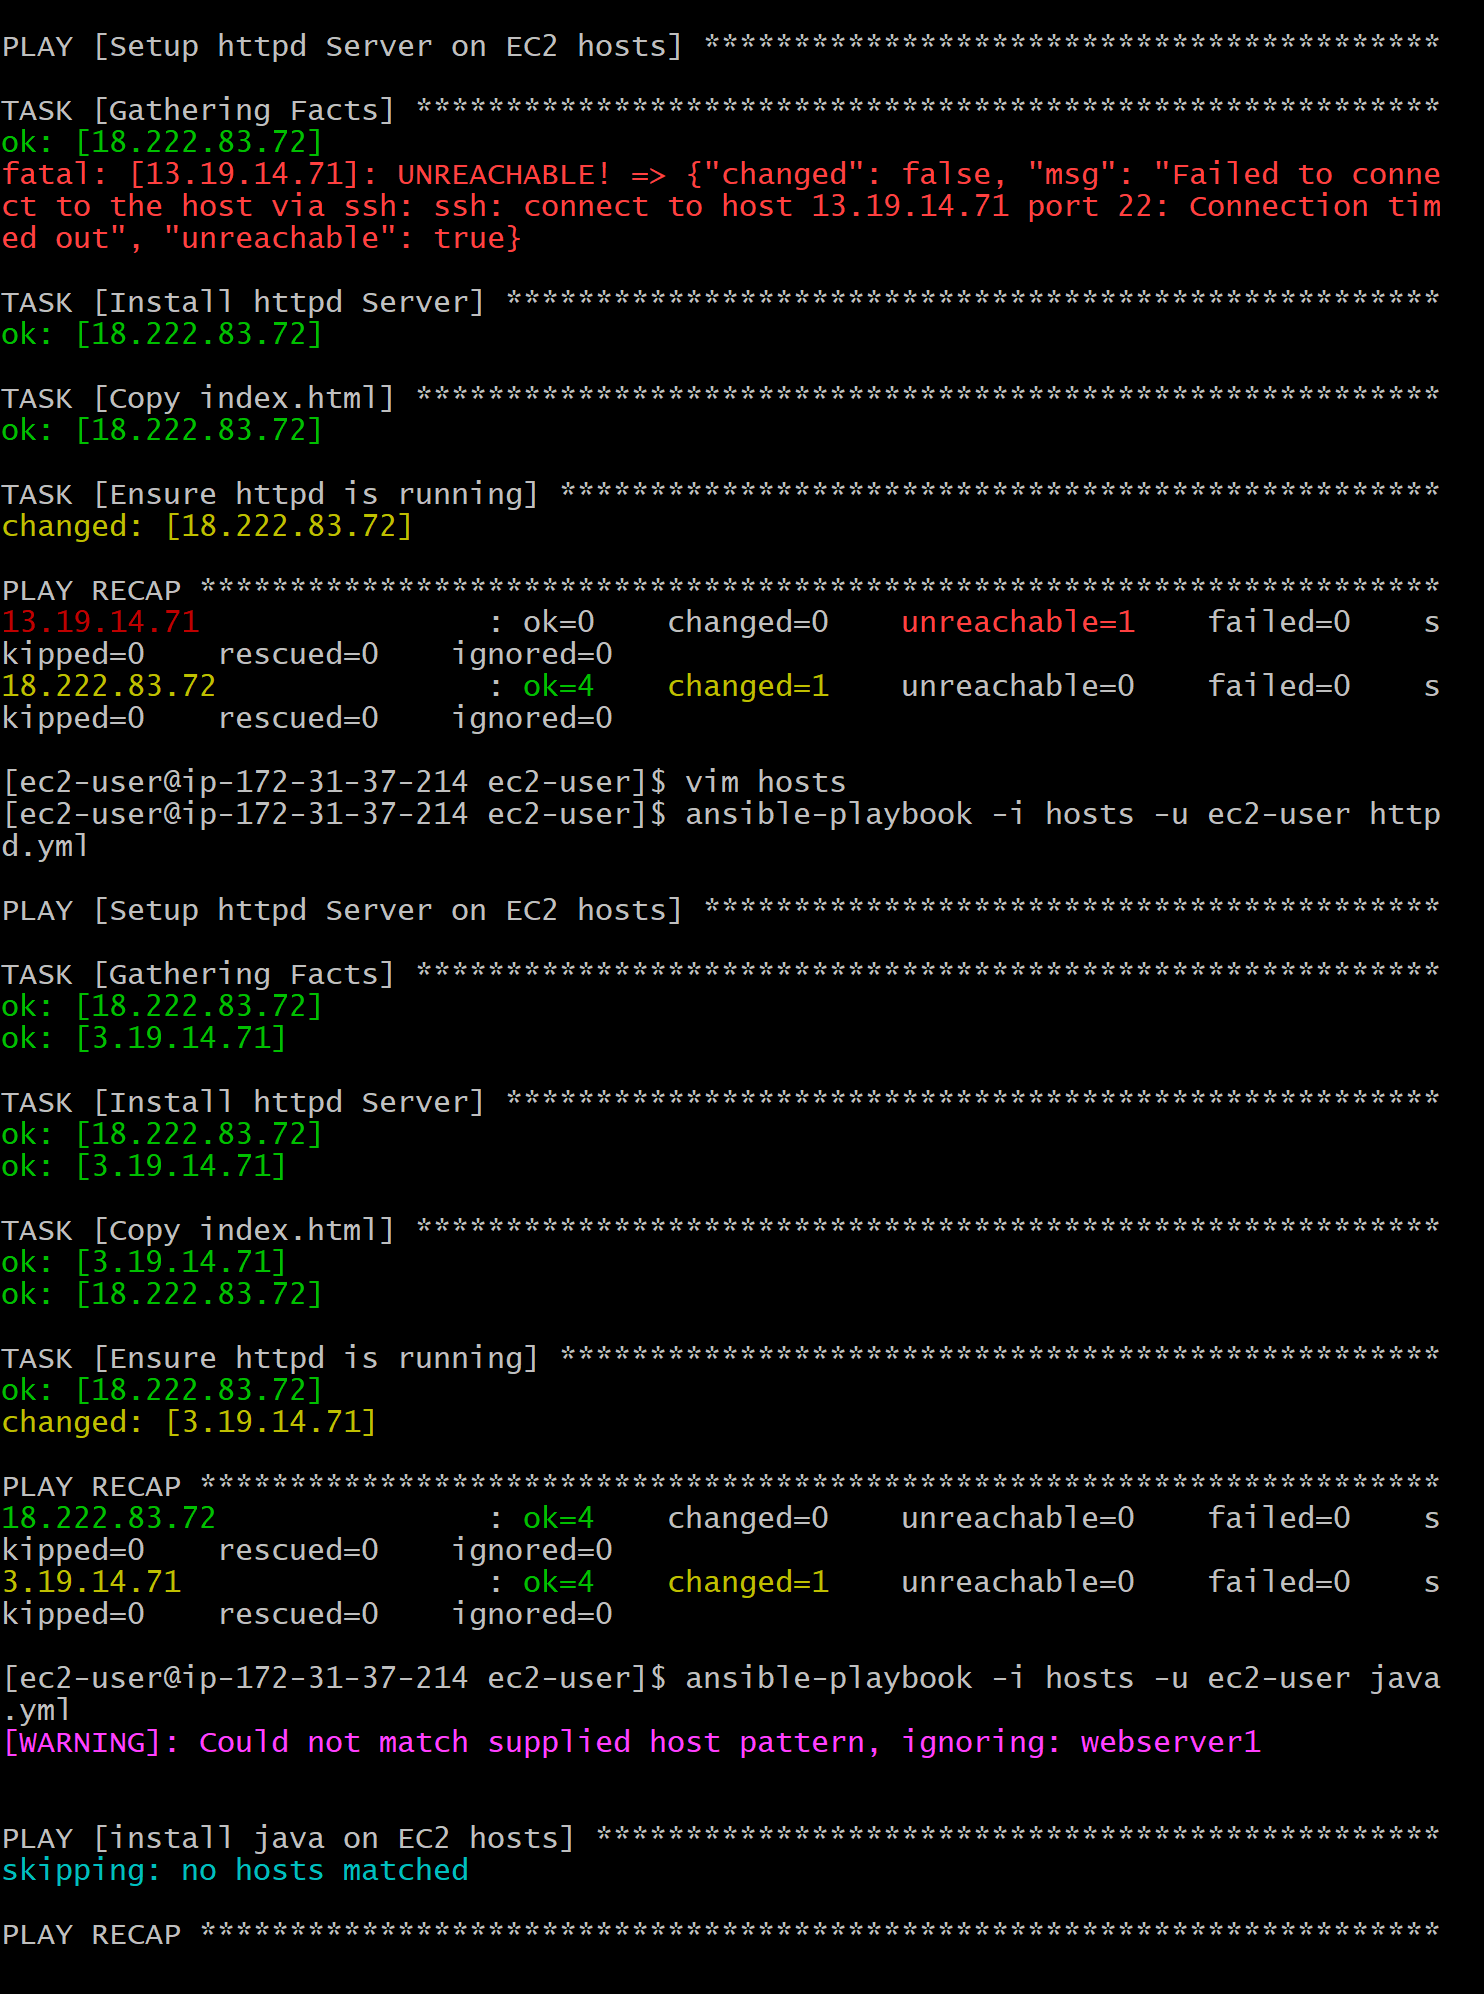 PLAY [Setup httpd Server on EC2 hosts] *****************************************

TASK [Gathering Facts] *********************************************************
ok: [18.222.83.72]
fatal: [13.19.14.71]: UNREACHABLE! => {"changed": false, "msg": "Failed to conne
ct to the host via ssh: ssh: connect to host 13.19.14.71 port 22: Connection tim
ed out", "unreachable": true}

TASK [Install httpd Server] ****************************************************
ok: [18.222.83.72]

TASK [Copy index.html] *********************************************************
ok: [18.222.83.72]

TASK [Ensure httpd is running] *************************************************
changed: [18.222.83.72]

PLAY RECAP *********************************************************************
13.19.14.71                : ok=0    changed=0    unreachable=1    failed=0    s
kipped=0    rescued=0    ignored=0
18.222.83.72               : ok=4    changed=1    unreachable=0    failed=0    s
kipped=0    rescued=0    ignored=0

[ec2-user@ip-172-31-37-214 ec2-user]$ vim hosts
[ec2-user@ip-172-31-37-214 ec2-user]$ ansible-playbook -i hosts -u ec2-user http
d.yml

PLAY [Setup httpd Server on EC2 hosts] *****************************************

TASK [Gathering Facts] *********************************************************
ok: [18.222.83.72]
ok: [3.19.14.71]

TASK [Install httpd Server] ****************************************************
ok: [18.222.83.72]
ok: [3.19.14.71]

TASK [Copy index.html] *********************************************************
ok: [3.19.14.71]
ok: [18.222.83.72]

TASK [Ensure httpd is running] *************************************************
ok: [18.222.83.72]
changed: [3.19.14.71]

PLAY RECAP *********************************************************************
18.222.83.72               : ok=4    changed=0    unreachable=0    failed=0    s
kipped=0    rescued=0    ignored=0
3.19.14.71                 : ok=4    changed=1    unreachable=0    failed=0    s
kipped=0    rescued=0    ignored=0

[ec2-user@ip-172-31-37-214 ec2-user]$ ansible-playbook -i hosts -u ec2-user java
.yml
[WARNING]: Could not match supplied host pattern, ignoring: webserver1


PLAY [install java on EC2 hosts] ***********************************************
skipping: no hosts matched

PLAY RECAP *********************************************************************